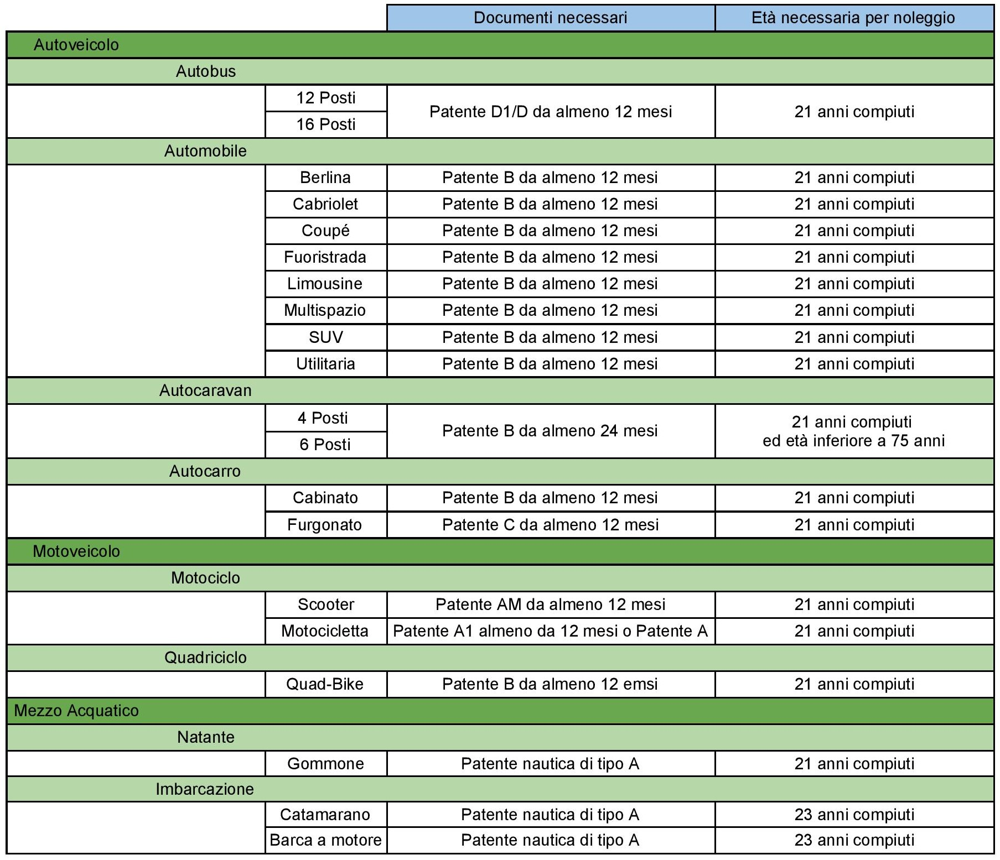 Documenti necessari Età necessaria per noleggio
Autoveicolo
Autobus
12 Posti
Patente D1/D da almeno 12 mesi 21 anni compiuti
16 Posti
Automobile
Berlina Patente B da almeno 12 mesi 21 anni compiuti
Cabriolet Patente B da almeno 12 mesi 21 anni compiuti
Coupé Patente B da almeno 12 mesi 21 anni compiuti
Fuoristrada Patente B da almeno 12 mesi 21 anni compiuti
Limousine Patente B da almeno 12 mesi 21 anni compiuti
Multispazio Patente B da almeno 12 mesi 21 anni compiuti
SUV Patente B da almeno 12 mesi 21 anni compiuti
Utilitaria Patente B da almeno 12 mesi 21 anni compiuti
Autocaravan
4 Posti
6 Posti
Patente B da almeno 24 mesi
21 anni compiuti
ed età inferiore a 75 anni
Autocarro
Cabinato Patente B da almeno 12 mesi 21 anni compiuti
Furgonato Patente C da almeno 12 mesi 21 anni compiuti
Motoveicolo
Motociclo
Scooter Patente AM da almeno 12 mesi 21 anni compiuti
Motocicletta Patente A1 almeno da 12 mesi o Patente A 21 anni compiuti
Quadriciclo
Quad-Bike Patente B da almeno 12 emsi 21 anni compiuti
Mezzo Acquatico
Natante
Gommone Patente nautica di tipo A 21 anni compiuti
Imbarcazione
Catamarano Patente nautica di tipo A 23 anni compiuti
Barca a motore Patente nautica di tipo A 23 anni compiuti